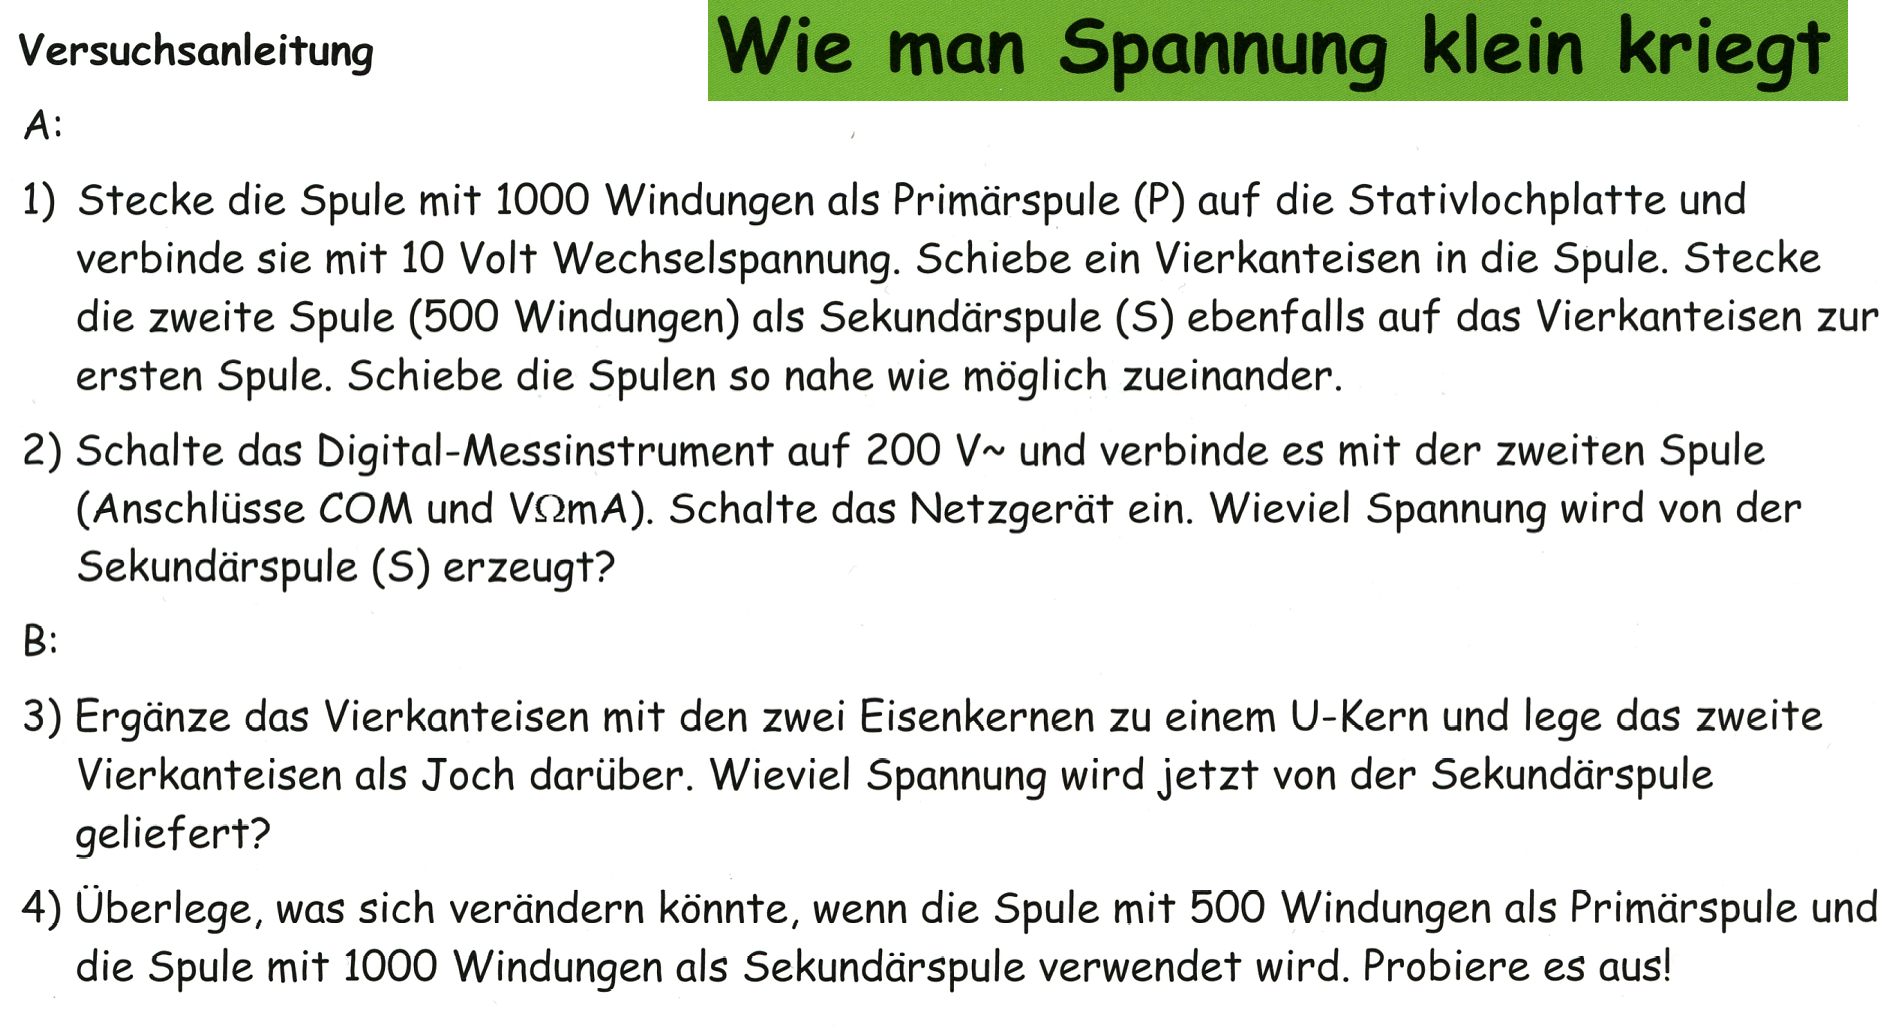 Versuchsanleitung
Wie man Spannung klein kriegt
A:
1) Stecke die Spule mit 1000 Windungen als Primärspule (P) auf die Stativlochplatte und
verbinde sie mit 10 Volt Wechselspannung. Schiebe ein Vierkanteisen in die Spule. Stecke
die zweite Spule (500 Windungen) als Sekundärspule (S) ebenfalls auf das Vierkanteisen zur
ersten Spule. Schiebe die Spulen so nahe wie möglich zueinander.
2) Schalte das Digital-Messinstrument auf 200 V~ und verbinde es mit der zweiten Spule
(Anschlüsse COM und VΩmA). Schalte das Netzgerät ein. Wieviel Spannung wird von der
Sekundärspule (S) erzeugt?
B:
3) Ergänze das Vierkanteisen mit den zwei Eisenkernen zu einem U-Kern und lege das zweite
Vierkanteisen als Joch darüber. Wieviel Spannung wird jetzt von der Sekundärspule
geliefert?
4) Überlege, was sich verändern könnte, wenn die Spule mit 500 Windungen als Primärspule und
die Spule mit 1000 Windungen als Sekundärspule verwendet wird. Probiere es aus!